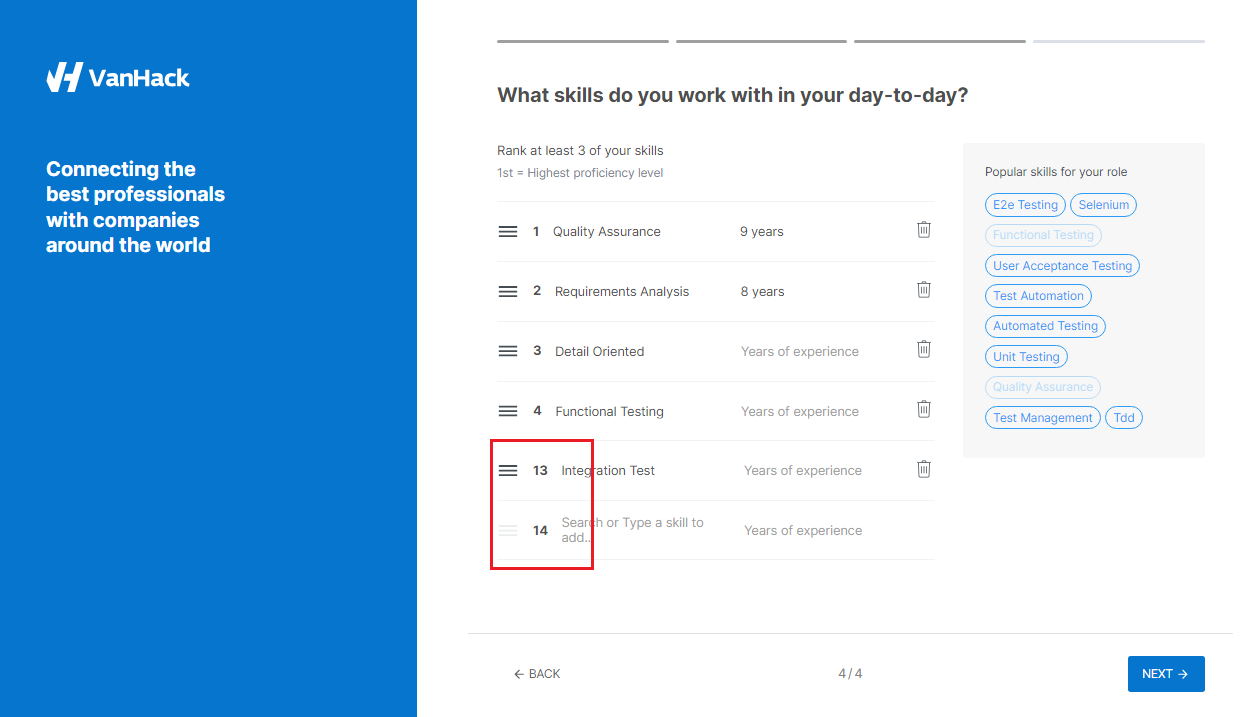 VanHack
Connecting the
best professionals
with companies
around the world
What skills do you work with in your day-to-day?
Rank at least 3 of your skills
1st = Highest proficiency level
1 Quality Assurance 9 years
2 Requirements Analysis 8 years
3 Detail Oriented Years of experience
4 Functional Testing Years of experience
13 Integration Test Years of experience
14 Search or Type a skill to
add.. Years of experience
Popular skills for your role
E2e Testing Selenium
Functional Testing
User Acceptance Testing
Test Automation
Automated Testing
Unit Testing
Quality Assurance
Test Management Tdd
← BACK
4 / 4
NEXT →